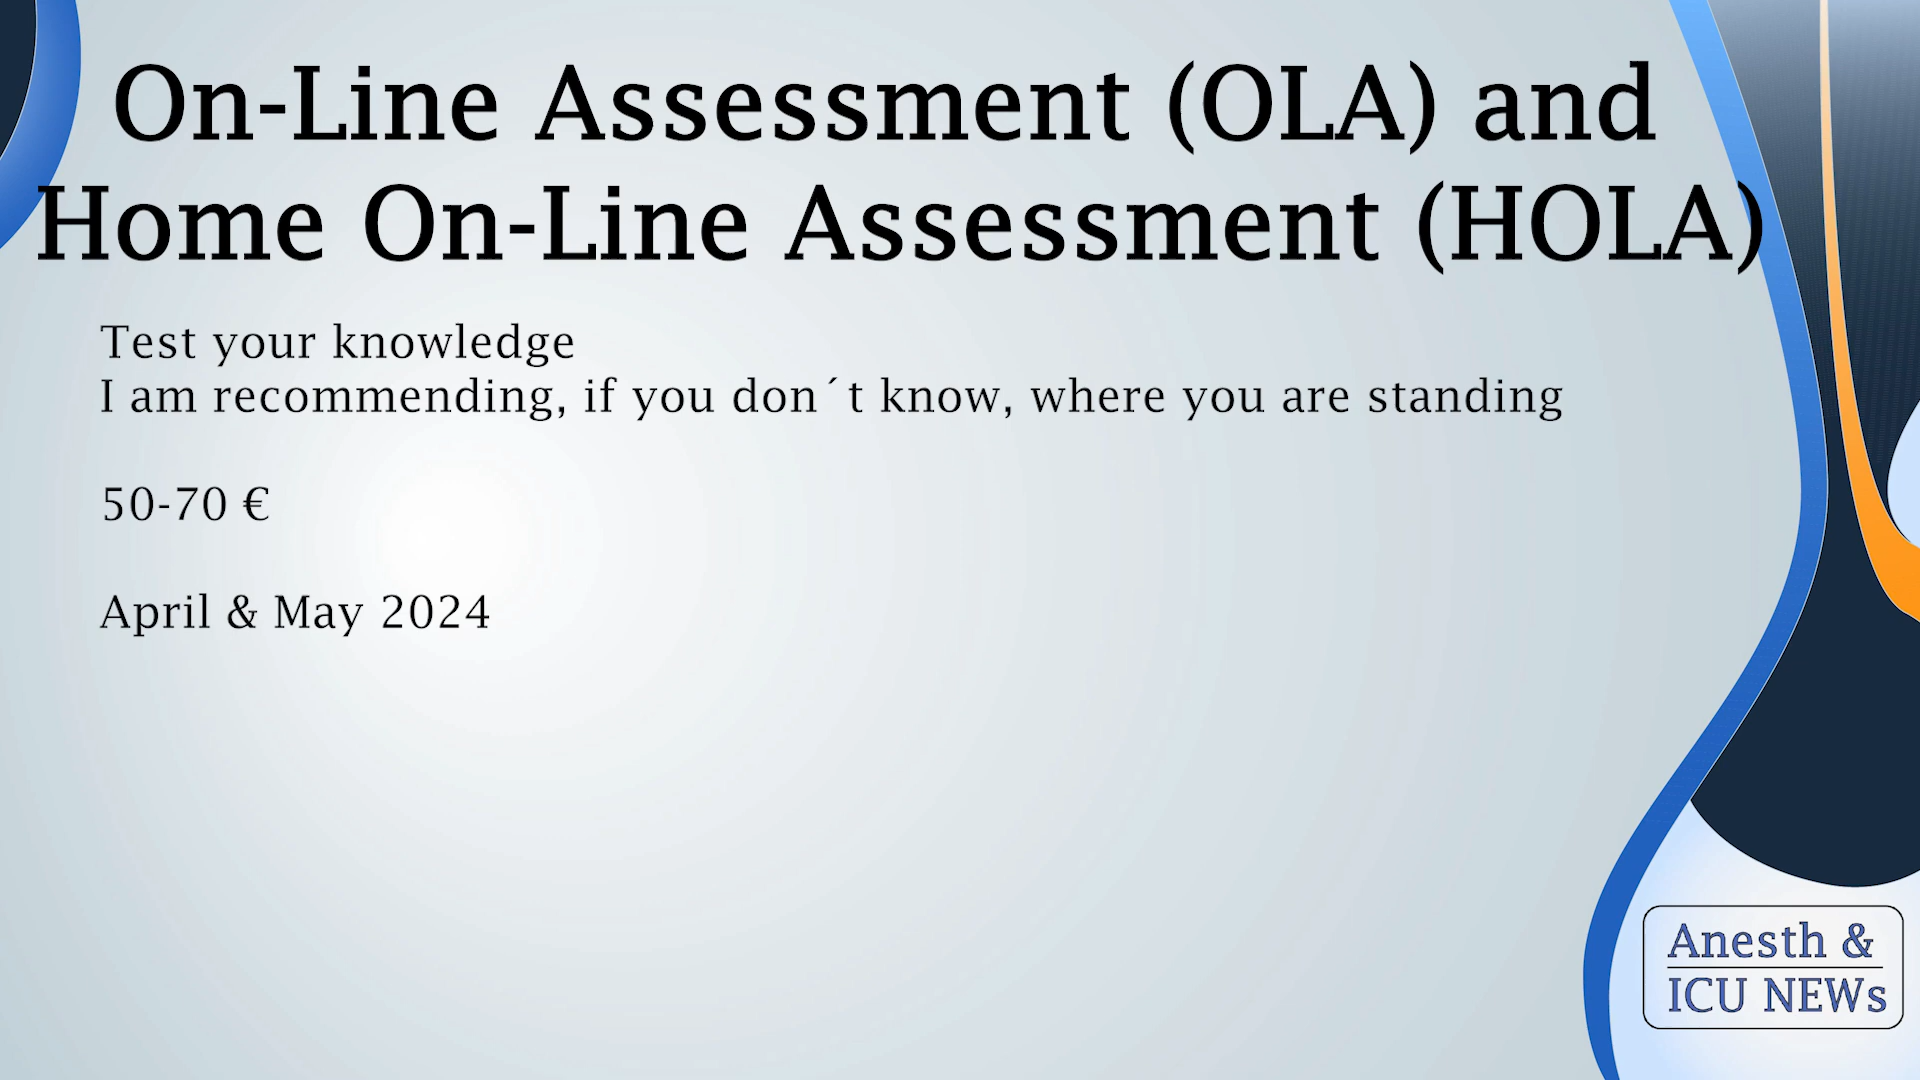 On-Line Assessment (OLA) and
Home On-Line Assessment (HOLA)
Test your knowledge
I am recommending, if you don´t know, where you are standing
50-70 €
April & May 2024
Anesth &
ICU NEWs